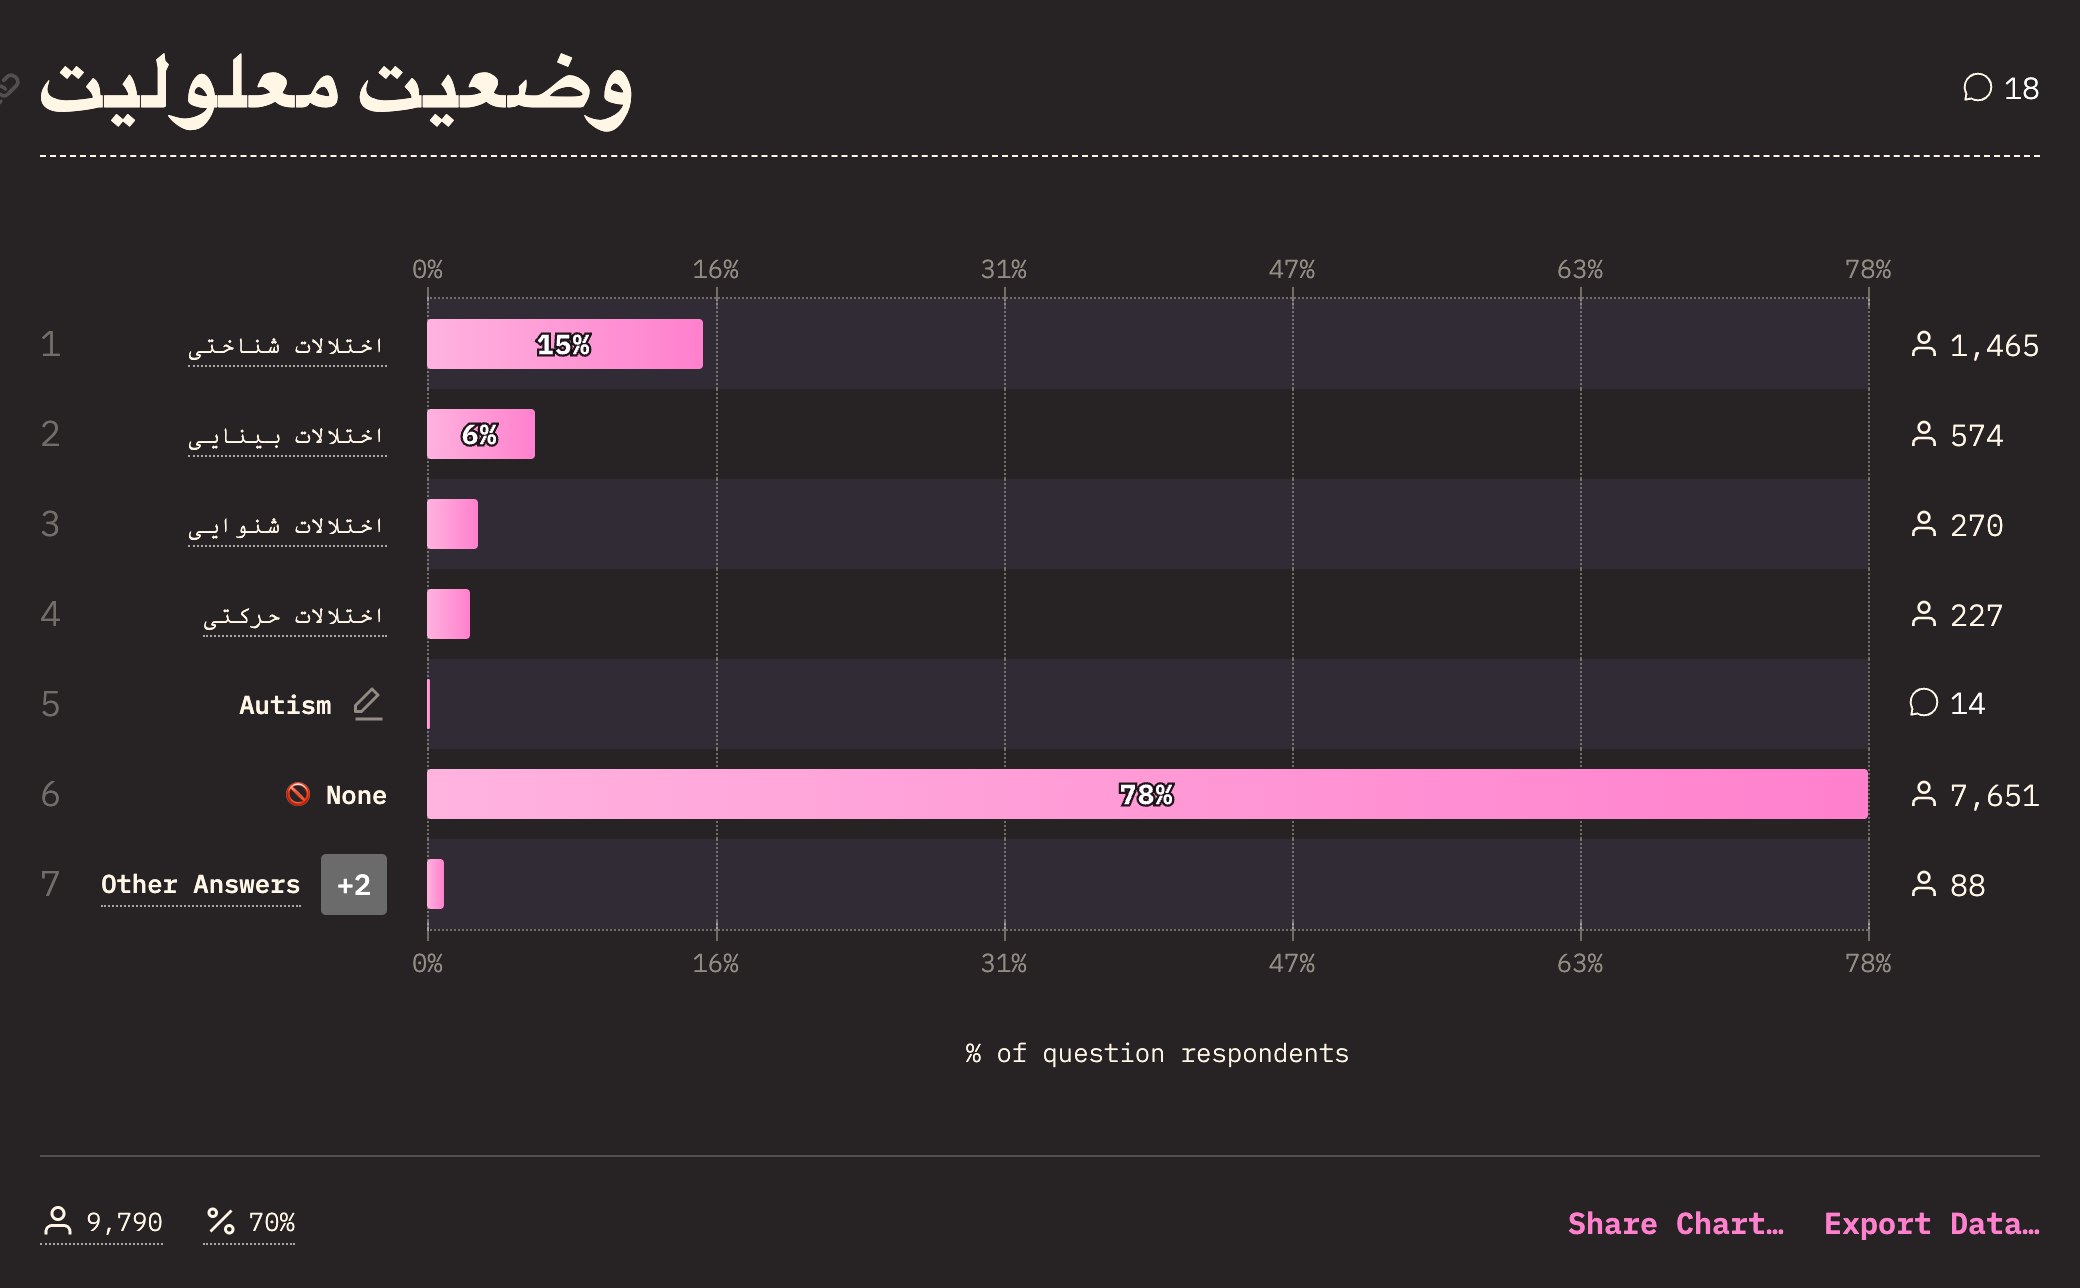 وضعیت معلولیت
18
0% 16% 31% 47% 63% 78%
1 اختلالات شناختی 15% 1,465
2 اختلالات بینایی 6% 574
3 اختلالات شنوایی 270
4 اختلالات حرکتی 227
5 Autism 14
6 🚫 None 78% 7,651
7 Other Answers +2 88
0% 16% 31% 47% 63% 78%
% of question respondents
9,790 % 70% Share Chart… Export Data…